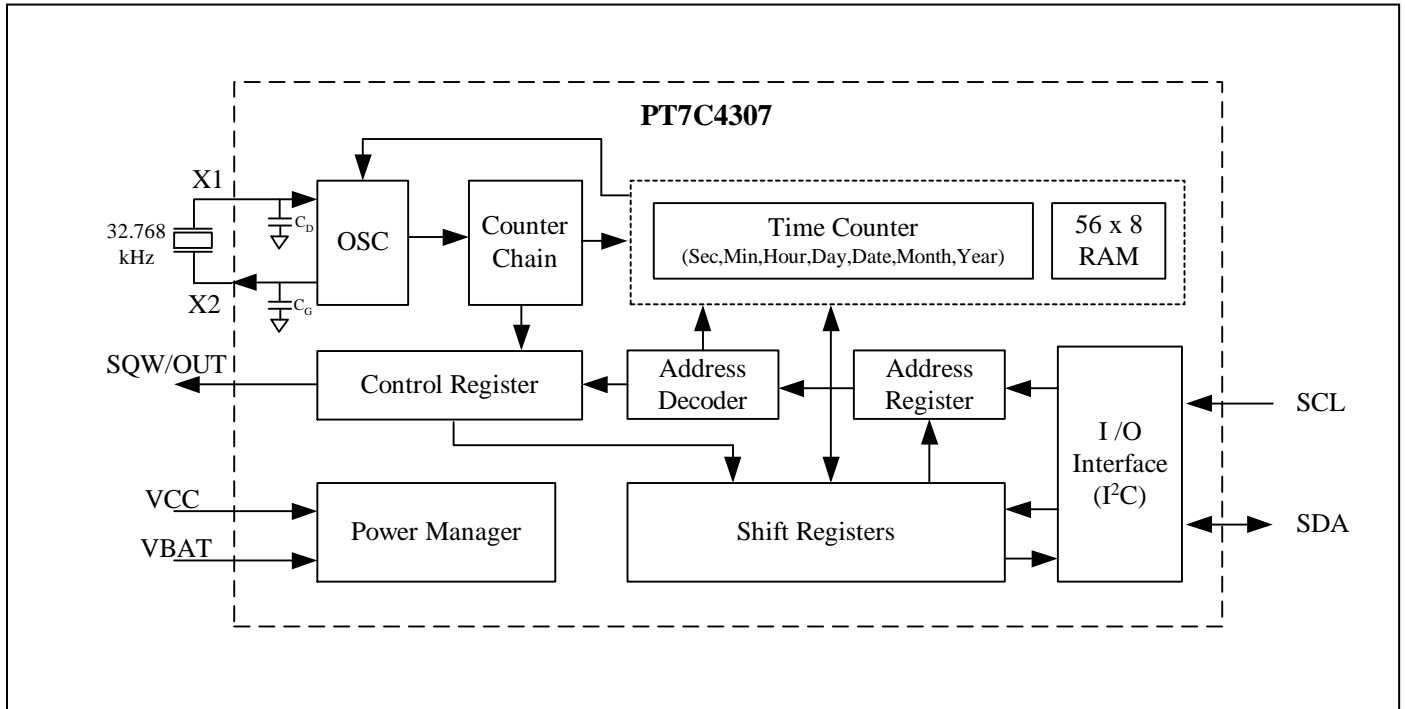 PT7C4307
X1
32.768
kHz
X2
C_D
C_G
OSC
Counter
Chain
Time Counter
(Sec,Min,Hour,Day,Date,Month,Year)
56 x 8
RAM
SQW/OUT
Control Register
Address
Decoder
Address
Register
I /O
Interface
(I²C)
SCL
SDA
VCC
VBAT
Power Manager
Shift Registers